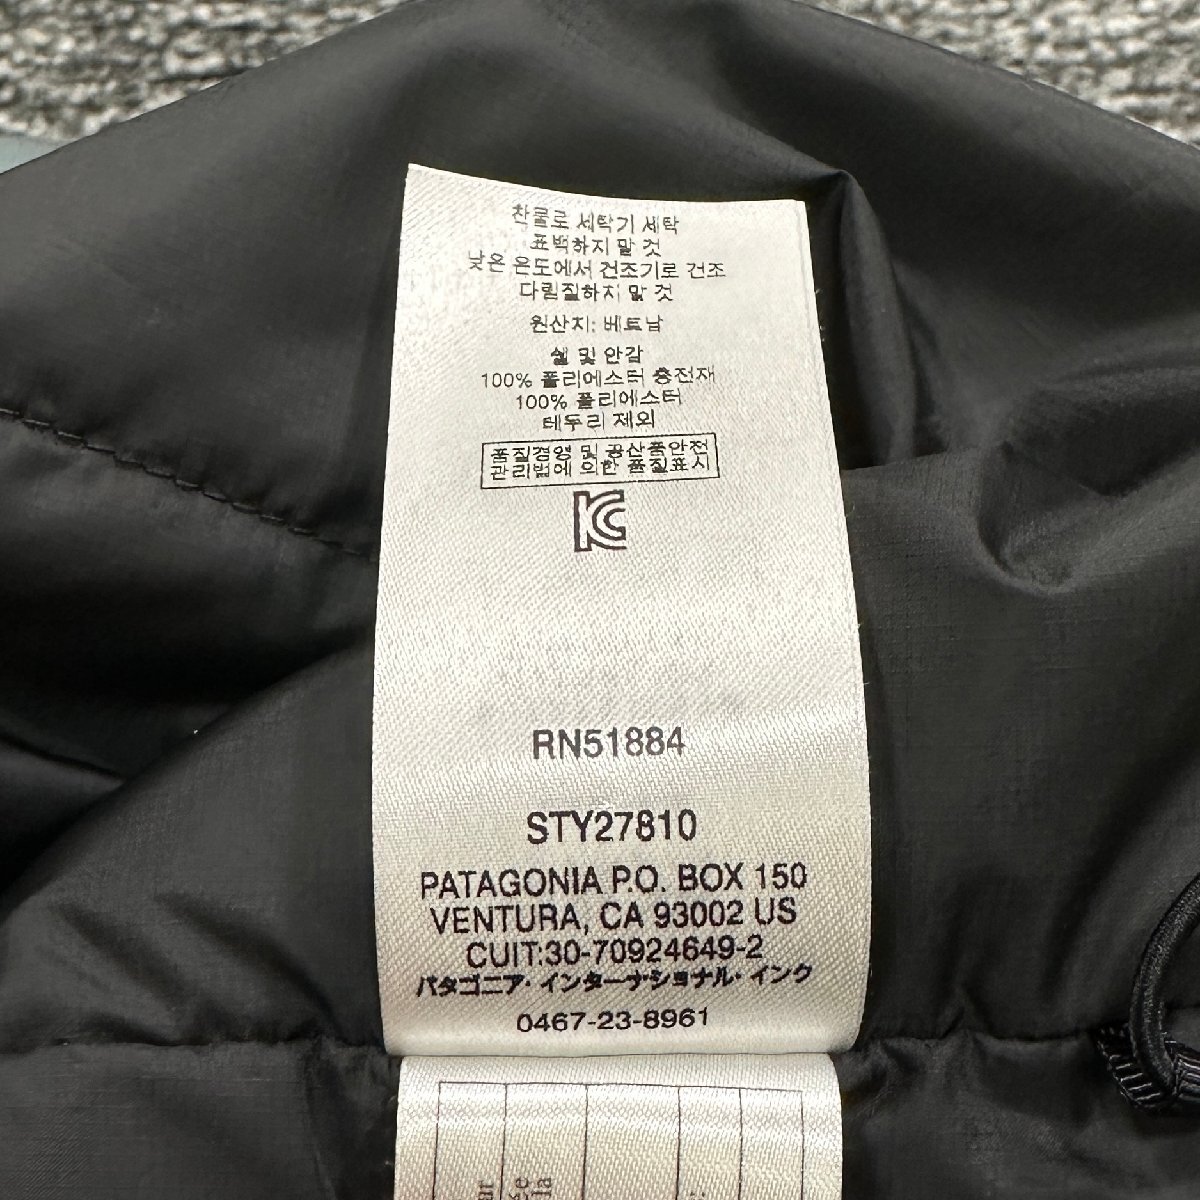 찬물로 세탁기 세탁
표백하지 말 것
낮은 온도에서 건조기로 건조
다림질하지 말 것
원산지: 베트남
쉘 및 안감
100% 폴리에스터 충전재
100% 폴리에스터
테두리 제외
품질경영 및 공산품안전
관리법에 의한 품질표시
KC
RN51884
STY27810
PATAGONIA P.O. BOX 150
VENTURA, CA 93002 US
CUIT:30-70924649-2
パタゴニア・インターナショナル・インク
0467-23-8961